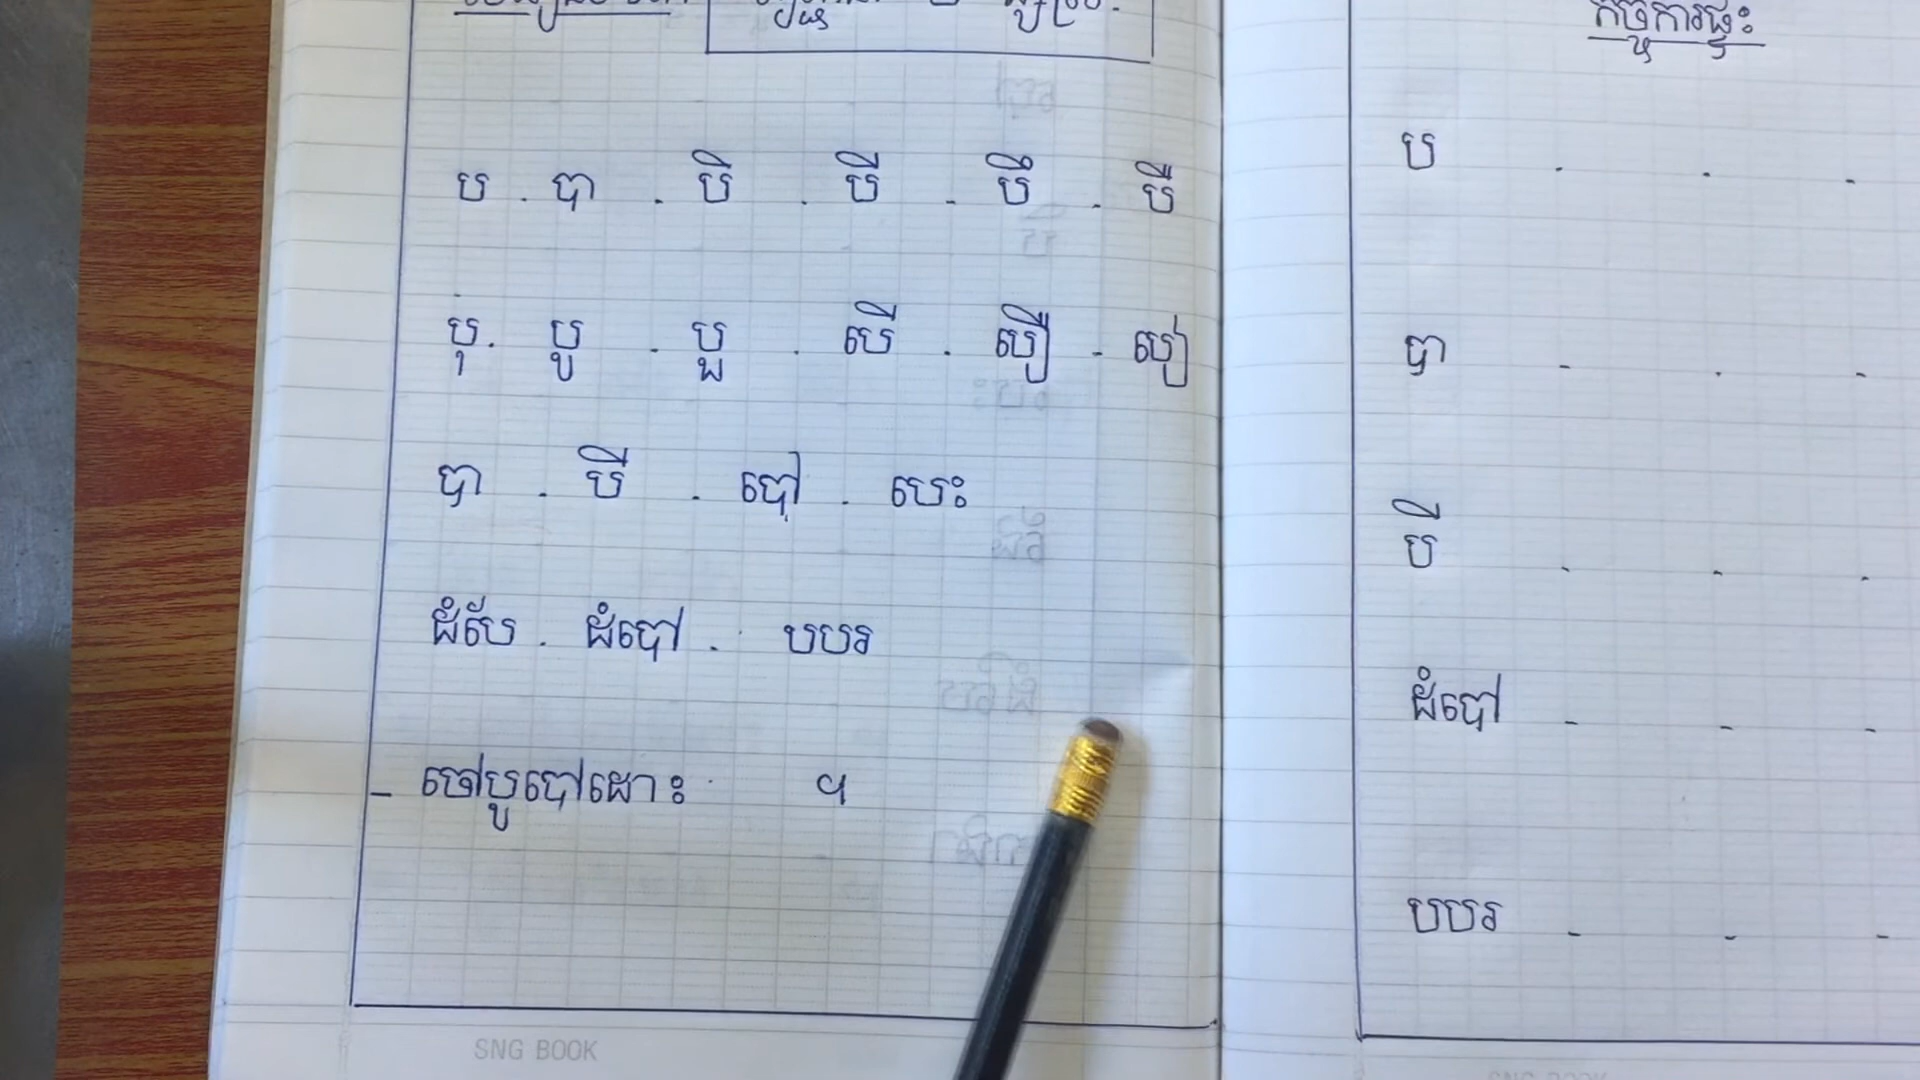 ប . បា . បិ . បី . បឹ . បឺ
បុ . បូ . បួ . បើ . បឿ . បៀ
បា . បី . បៅ . បេះ
ដំបែ . ដំបៅ . បបរ
- ចៅបូបៅដោះ ។
SNG BOOK
កិច្ចការផ្ទះ
ប . . .
បា . . .
បី . . .
ដំបៅ - - -
បបរ - - -
SNG BOOK